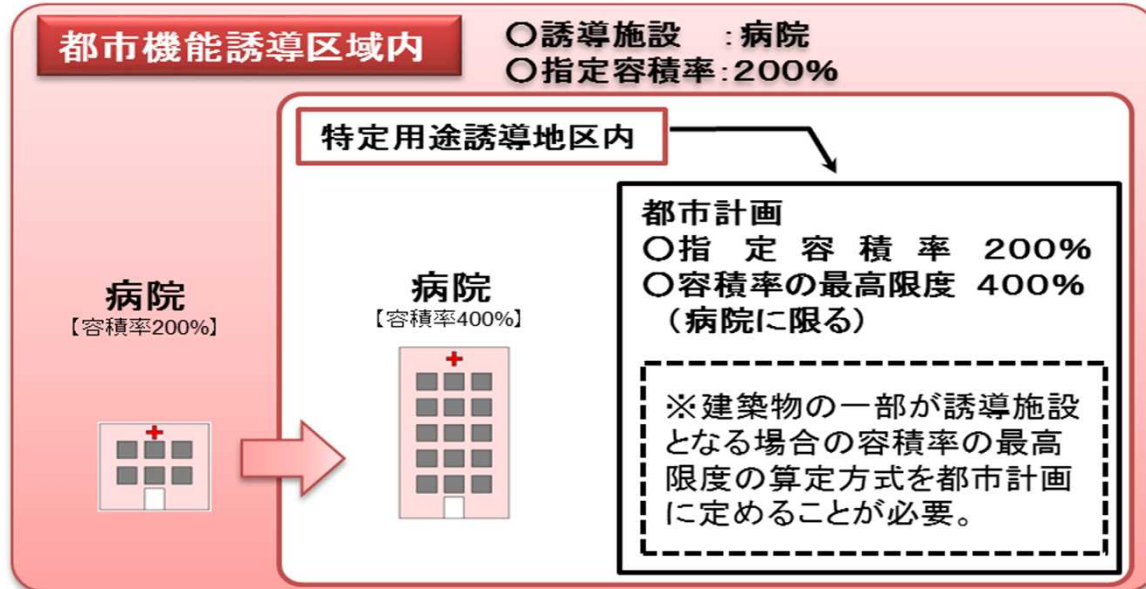 都市機能誘導区域内
○誘導施設　：病院
○指定容積率：200%
特定用途誘導地区内
都市計画
○指 定 容 積 率 200%
○容積率の最高限度 400%
（病院に限る）
病院
【容積率200%】
病院
【容積率400%】
※建築物の一部が誘導施設
となる場合の容積率の最高
限度の算定方式を都市計画
に定めることが必要。